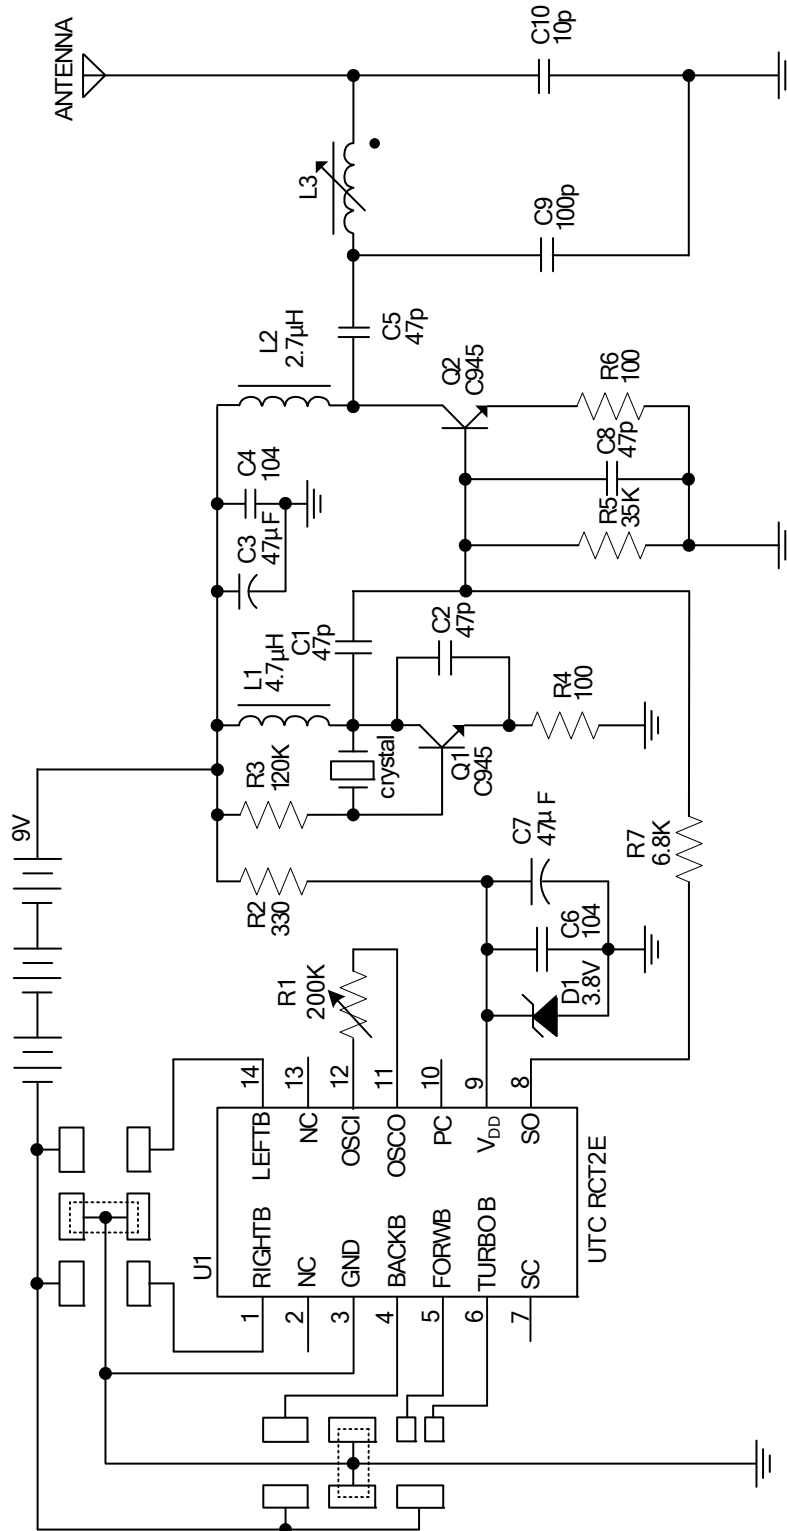 ANTENNA
C10
10p
L3
C9
100p
C5
47p
L2
2.7µH
Q2
C945
R6
100
C8
47p
R5
35K
C4
104
C3
47µF
C1
47p
L1
4.7µH
C2
47p
R4
100
crystal
Q1
C945
R3
120K
9V
R2
330
C7
47µF
C6
104
D1
3.8V
R7
6.8K
R1
200K
U1
UTC RCT2E
1 RIGHTB
2 NC
3 GND
4 BACKB
5 FORWB
6 TURBO B
7 SC
14 LEFTB
13 NC
12 OSCI
11 OSCO
10 PC
9 VDD
8 SO